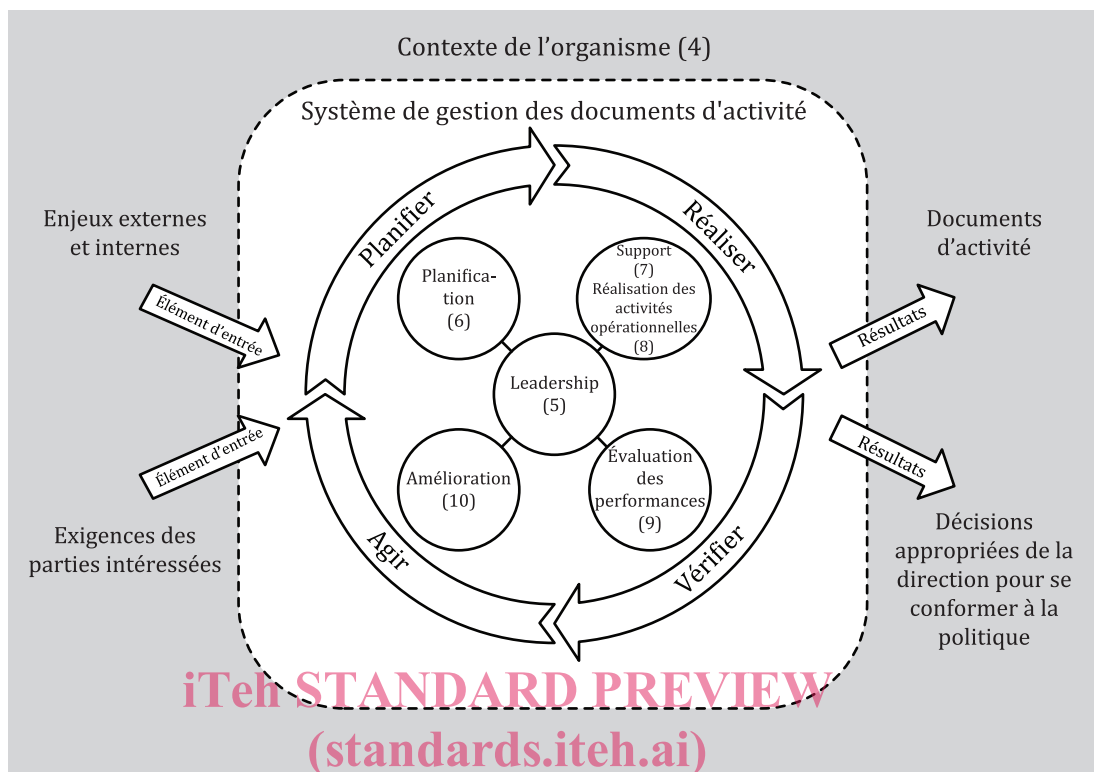 Contexte de l’organisme (4)
Système de gestion des documents d'activité
Enjeux externes
et internes
Élément d'entrée
Élément d'entrée
Exigences des
parties intéressées
Planifier
Réaliser
Vérifier
Agir
Planifica-
tion
(6)
Support
(7)
Réalisation des
activités
opérationnelles
(8)
Leadership
(5)
Amélioration
(10)
Évaluation
des
performances
(9)
Documents
d’activité
Résultats
Résultats
Décisions
appropriées de la
direction pour se
conformer à la
politique
iTeh STANDARD PREVIEW
(standards.iteh.ai)